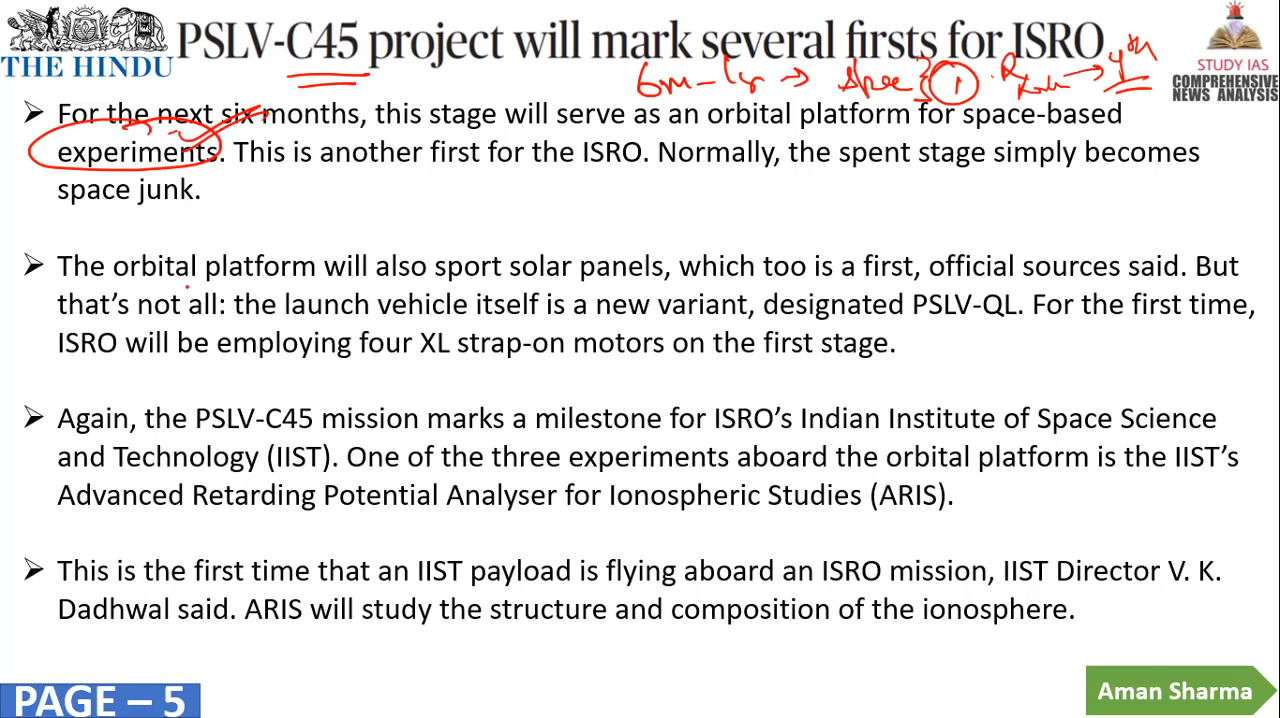 THE HINDU
PSLV-C45 project will mark several firsts for ISRO
STUDY IAS
COMPREHENSIVE
NEWS ANALYSIS
6m – 1yr → 1 → 4th
➢ For the next six months, this stage will serve as an orbital platform for space-based
experiments. This is another first for the ISRO. Normally, the spent stage simply becomes
space junk.
➢ The orbital platform will also sport solar panels, which too is a first, official sources said. But
that's not all: the launch vehicle itself is a new variant, designated PSLV-QL. For the first time,
ISRO will be employing four XL strap-on motors on the first stage.
➢ Again, the PSLV-C45 mission marks a milestone for ISRO's Indian Institute of Space Science
and Technology (IIST). One of the three experiments aboard the orbital platform is the IIST's
Advanced Retarding Potential Analyser for Ionospheric Studies (ARIS).
➢ This is the first time that an IIST payload is flying aboard an ISRO mission, IIST Director V. K.
Dadhwal said. ARIS will study the structure and composition of the ionosphere.
PAGE – 5
Aman Sharma